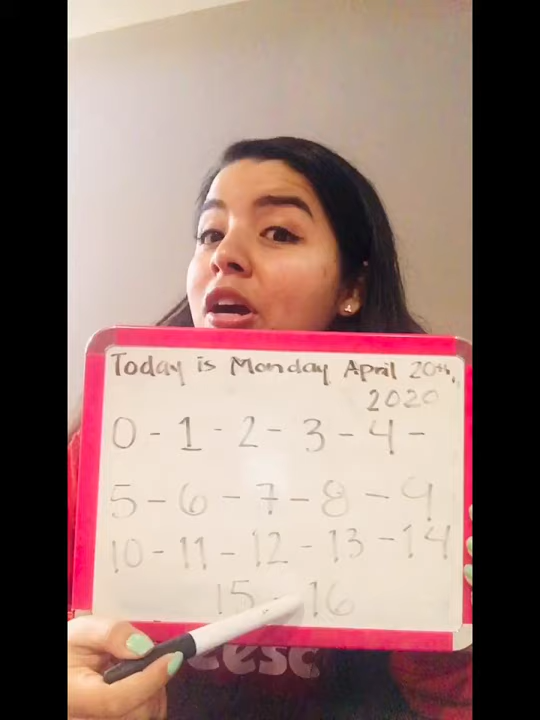 Today is Monday April 20th,
2020
0 - 1 - 2 - 3 - 4 -
5 - 6 - 7 - 8 - 9
10 - 11 - 12 - 13 - 14
15 - 16